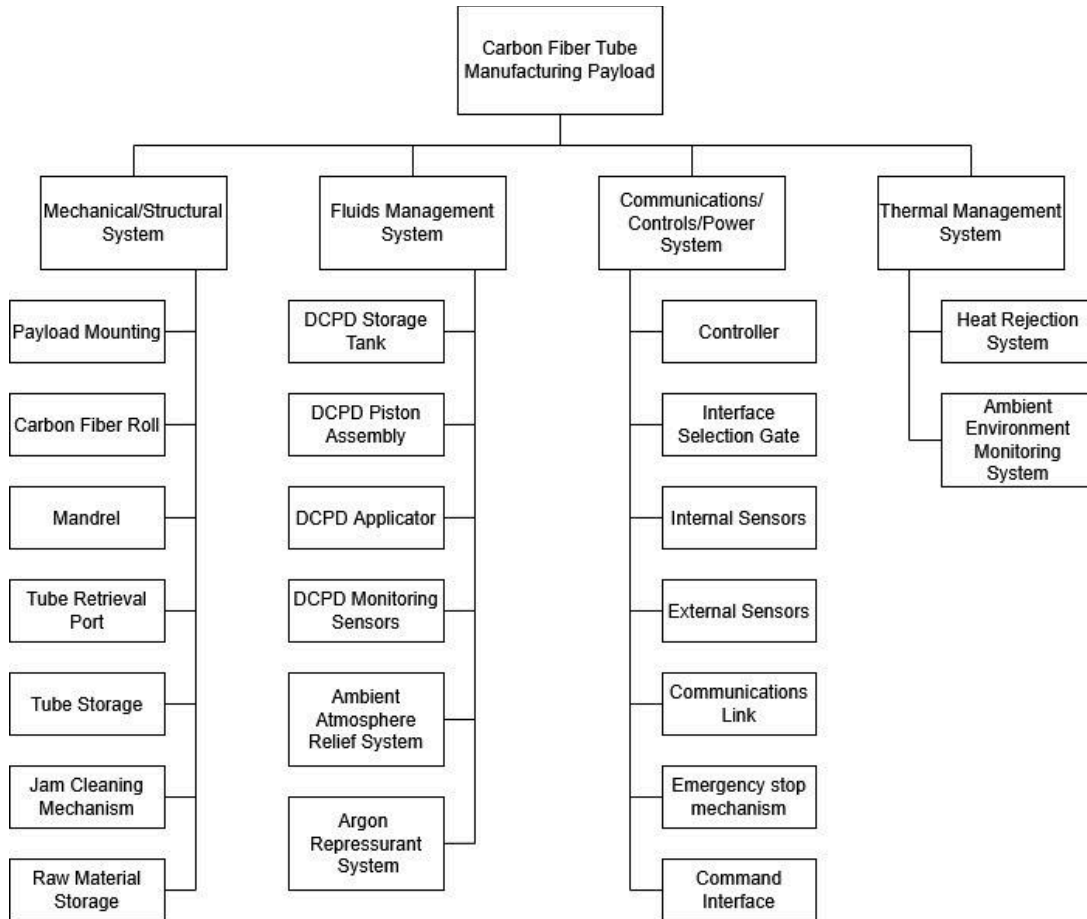 Carbon Fiber Tube
Manufacturing Payload
Mechanical/Structural
System
Fluids Management
System
Communications/
Controls/Power
System
Thermal Management
System
Payload Mounting
Carbon Fiber Roll
Mandrel
Tube Retrieval
Port
Tube Storage
Jam Cleaning
Mechanism
Raw Material
Storage
DCPD Storage
Tank
DCPD Piston
Assembly
DCPD Applicator
DCPD Monitoring
Sensors
Ambient
Atmosphere
Relief System
Argon
Repressurant
System
Controller
Interface
Selection Gate
Internal Sensors
External Sensors
Communications
Link
Emergency stop
mechanism
Command
Interface
Heat Rejection
System
Ambient
Environment
Monitoring
System